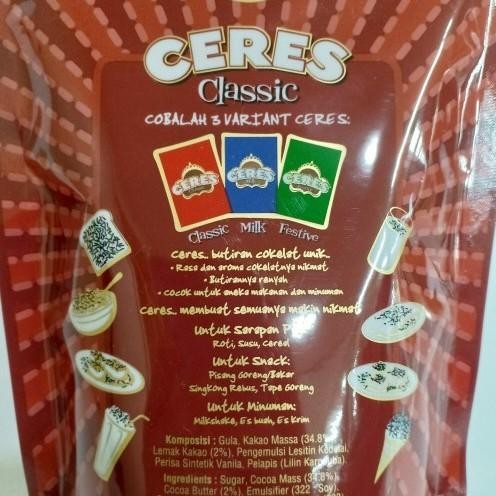 CERES
Classic
COBALAH 3 VARIANT CERES:
CERES CERES CERES
Classic Milk Festive
Ceres.. butiran cokelat unik..
• Rasa dan aroma cokelatnya nikmat
• Butirannya renyah
• Cocok untuk aneka makanan dan minuman
Ceres.. membuat semuanya makin nikmat
Untuk Sarapan
Roti, Susu, Cereal
Untuk Snack:
Pisang Goreng/Bakar
Singkong Rebus, Tape Goreng
Untuk Minuman:
Milkshake, Es buah, Es Krim
Komposisi : Gula, Kakao Massa (34.8%
Lemak Kakao (2%), Pengemulsi Lesitin Kedelai,
Perisa Sintetik Vanila, Pelapis (Lilin Karnauba).
Ingredients : Sugar, Cocoa Mass (34.8%),
Cocoa Butter (2%), Emulsifier (322 - Soy),